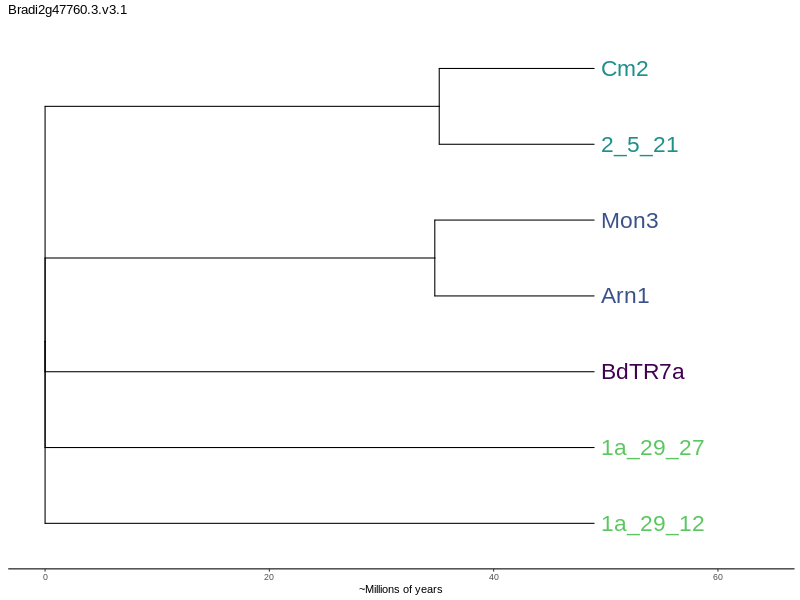 Bradi2g47760.3.v3.1
Cm2
2_5_21
Mon3
Arn1
BdTR7a
1a_29_27
1a_29_12
0 20 40 60
~Millions of years